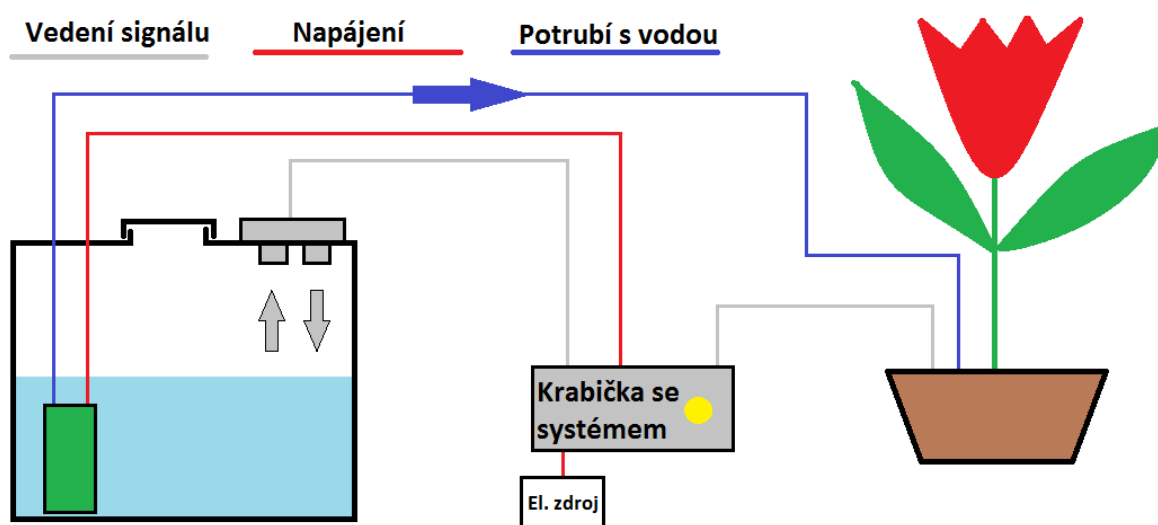 Vedení signálu
Napájení
Potrubí s vodou
Krabička se
systémem
El. zdroj